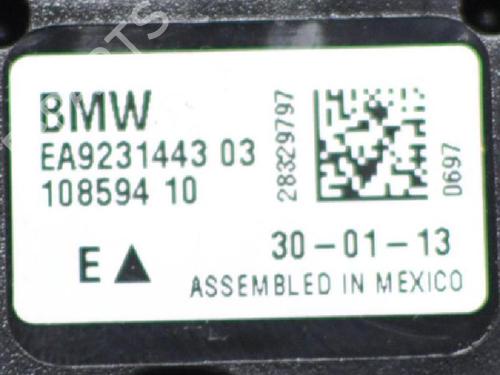 BMW
EA9231443 03
108594 10
28329797
0697
E▲
30-01-13
ASSEMBLED IN MEXICO